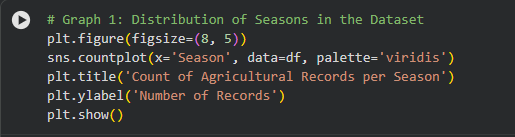 # Graph 1: Distribution of Seasons in the Dataset
plt.figure(figsize=(8, 5))
sns.countplot(x='Season', data=df, palette='viridis')
plt.title('Count of Agricultural Records per Season')
plt.ylabel('Number of Records')
plt.show()